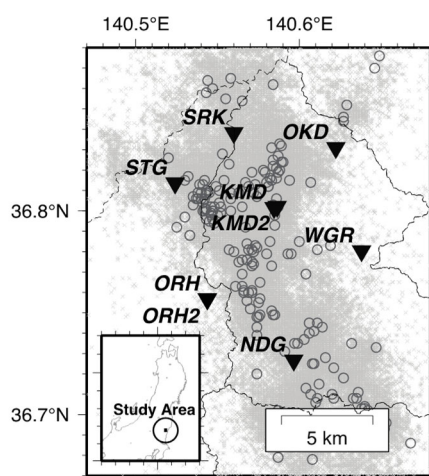 140.5°E 140.6°E
SRK
OKD
STG
KMD
36.8°N
KMD2
WGR
ORH
ORH2
NDG
Study Area
36.7°N
5 km